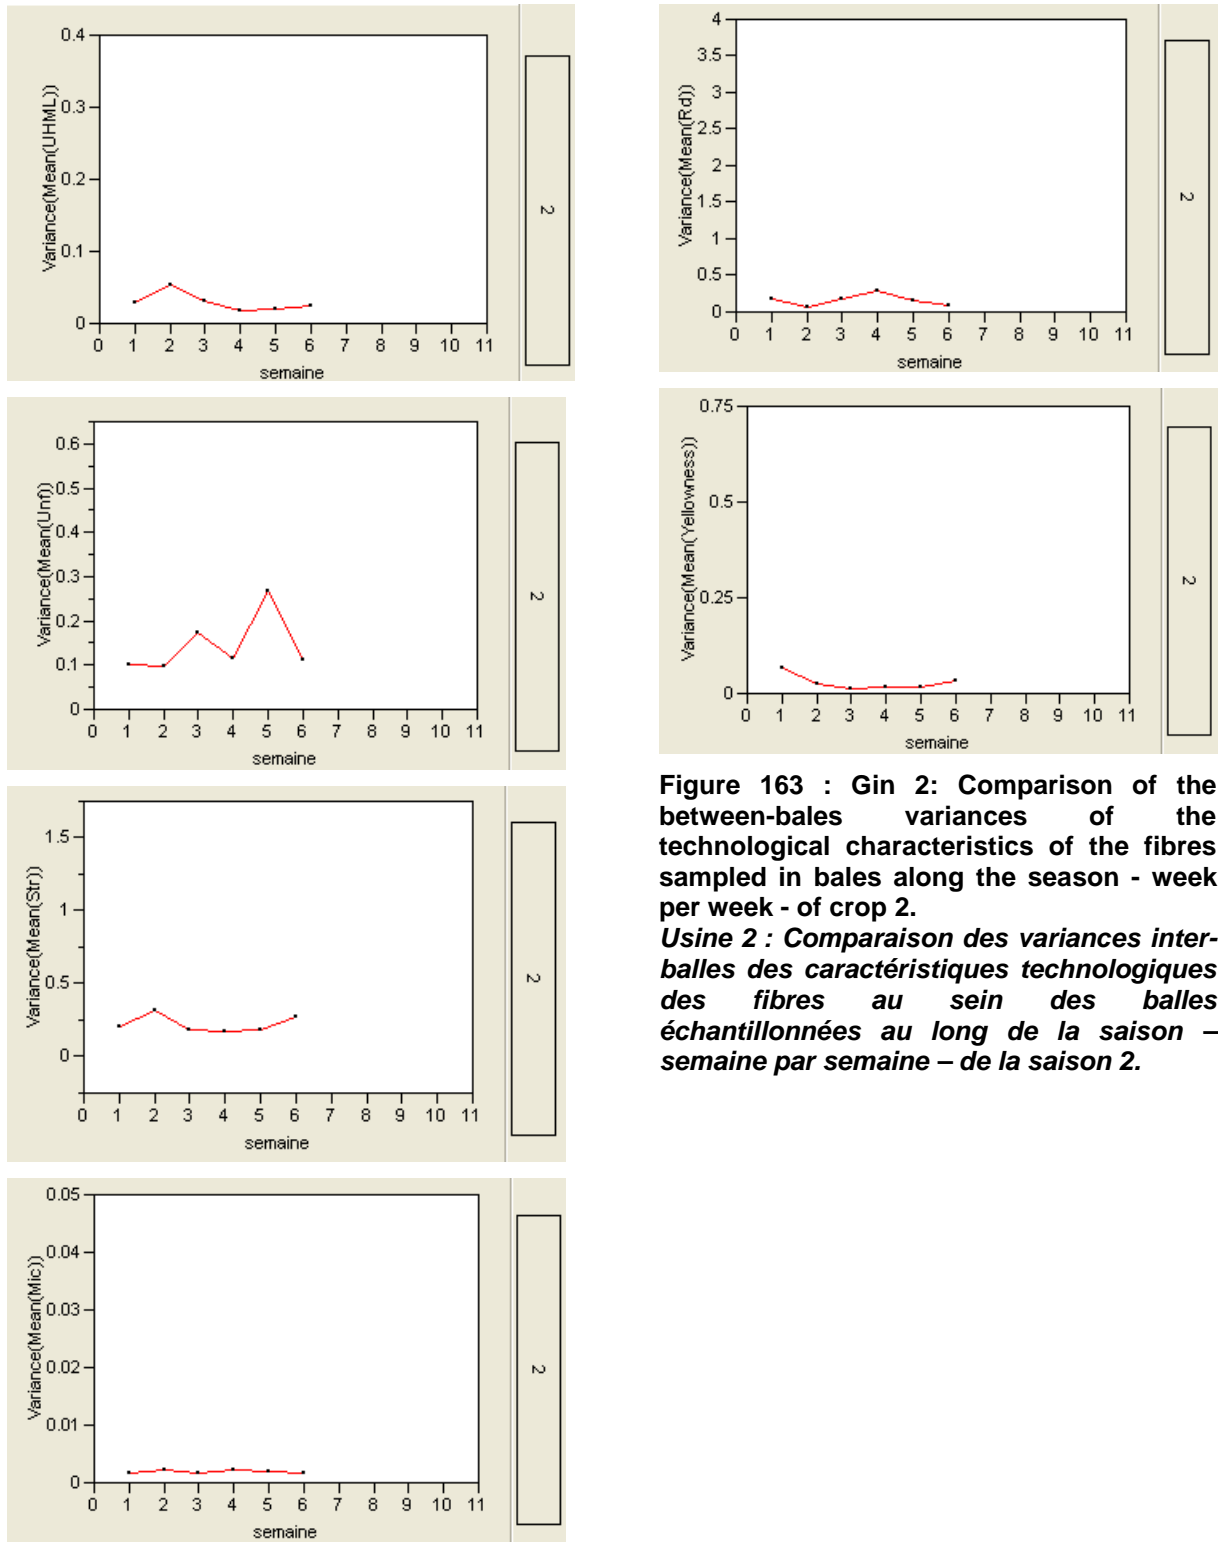 Variance(Mean(UHML))
0.4
0.3
0.2
0.1
0
0 1 2 3 4 5 6 7 8 9 10 11
semaine
2
Variance(Mean(Unf))
0.6
0.5
0.4
0.3
0.2
0.1
0
0 1 2 3 4 5 6 7 8 9 10 11
semaine
2
Variance(Mean(Str))
1.5
1
0.5
0
0 1 2 3 4 5 6 7 8 9 10 11
semaine
2
Variance(Mean(Mic))
0.05
0.04
0.03
0.02
0.01
0
0 1 2 3 4 5 6 7 8 9 10 11
semaine
2
Variance(Mean(Rd))
4
3.5
3
2.5
2
1.5
1
0.5
0
0 1 2 3 4 5 6 7 8 9 10 11
semaine
2
Variance(Mean(Yellowness))
0.75
0.5
0.25
0
0 1 2 3 4 5 6 7 8 9 10 11
semaine
2
Figure 163 : Gin 2: Comparison of the
between-bales variances of the
technological characteristics of the fibres
sampled in bales along the season - week
per week - of crop 2.
Usine 2 : Comparaison des variances inter-
balles des caractéristiques technologiques
des fibres au sein des balles
échantillonnées au long de la saison –
semaine par semaine – de la saison 2.